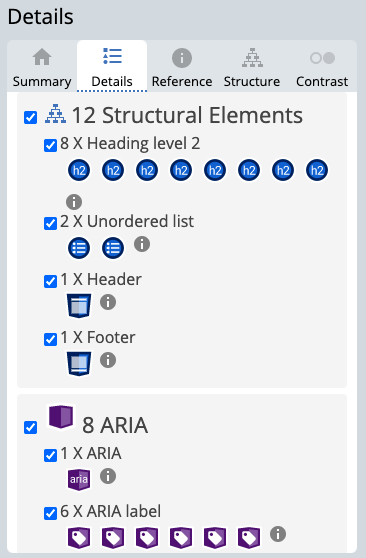 Details
Summary Details Reference Structure Contrast
12 Structural Elements
8 X Heading level 2
h2 h2 h2 h2 h2 h2 h2 h2
i
2 X Unordered list
i
1 X Header
i
1 X Footer
i
8 ARIA
1 X ARIA
aria i
6 X ARIA label
i